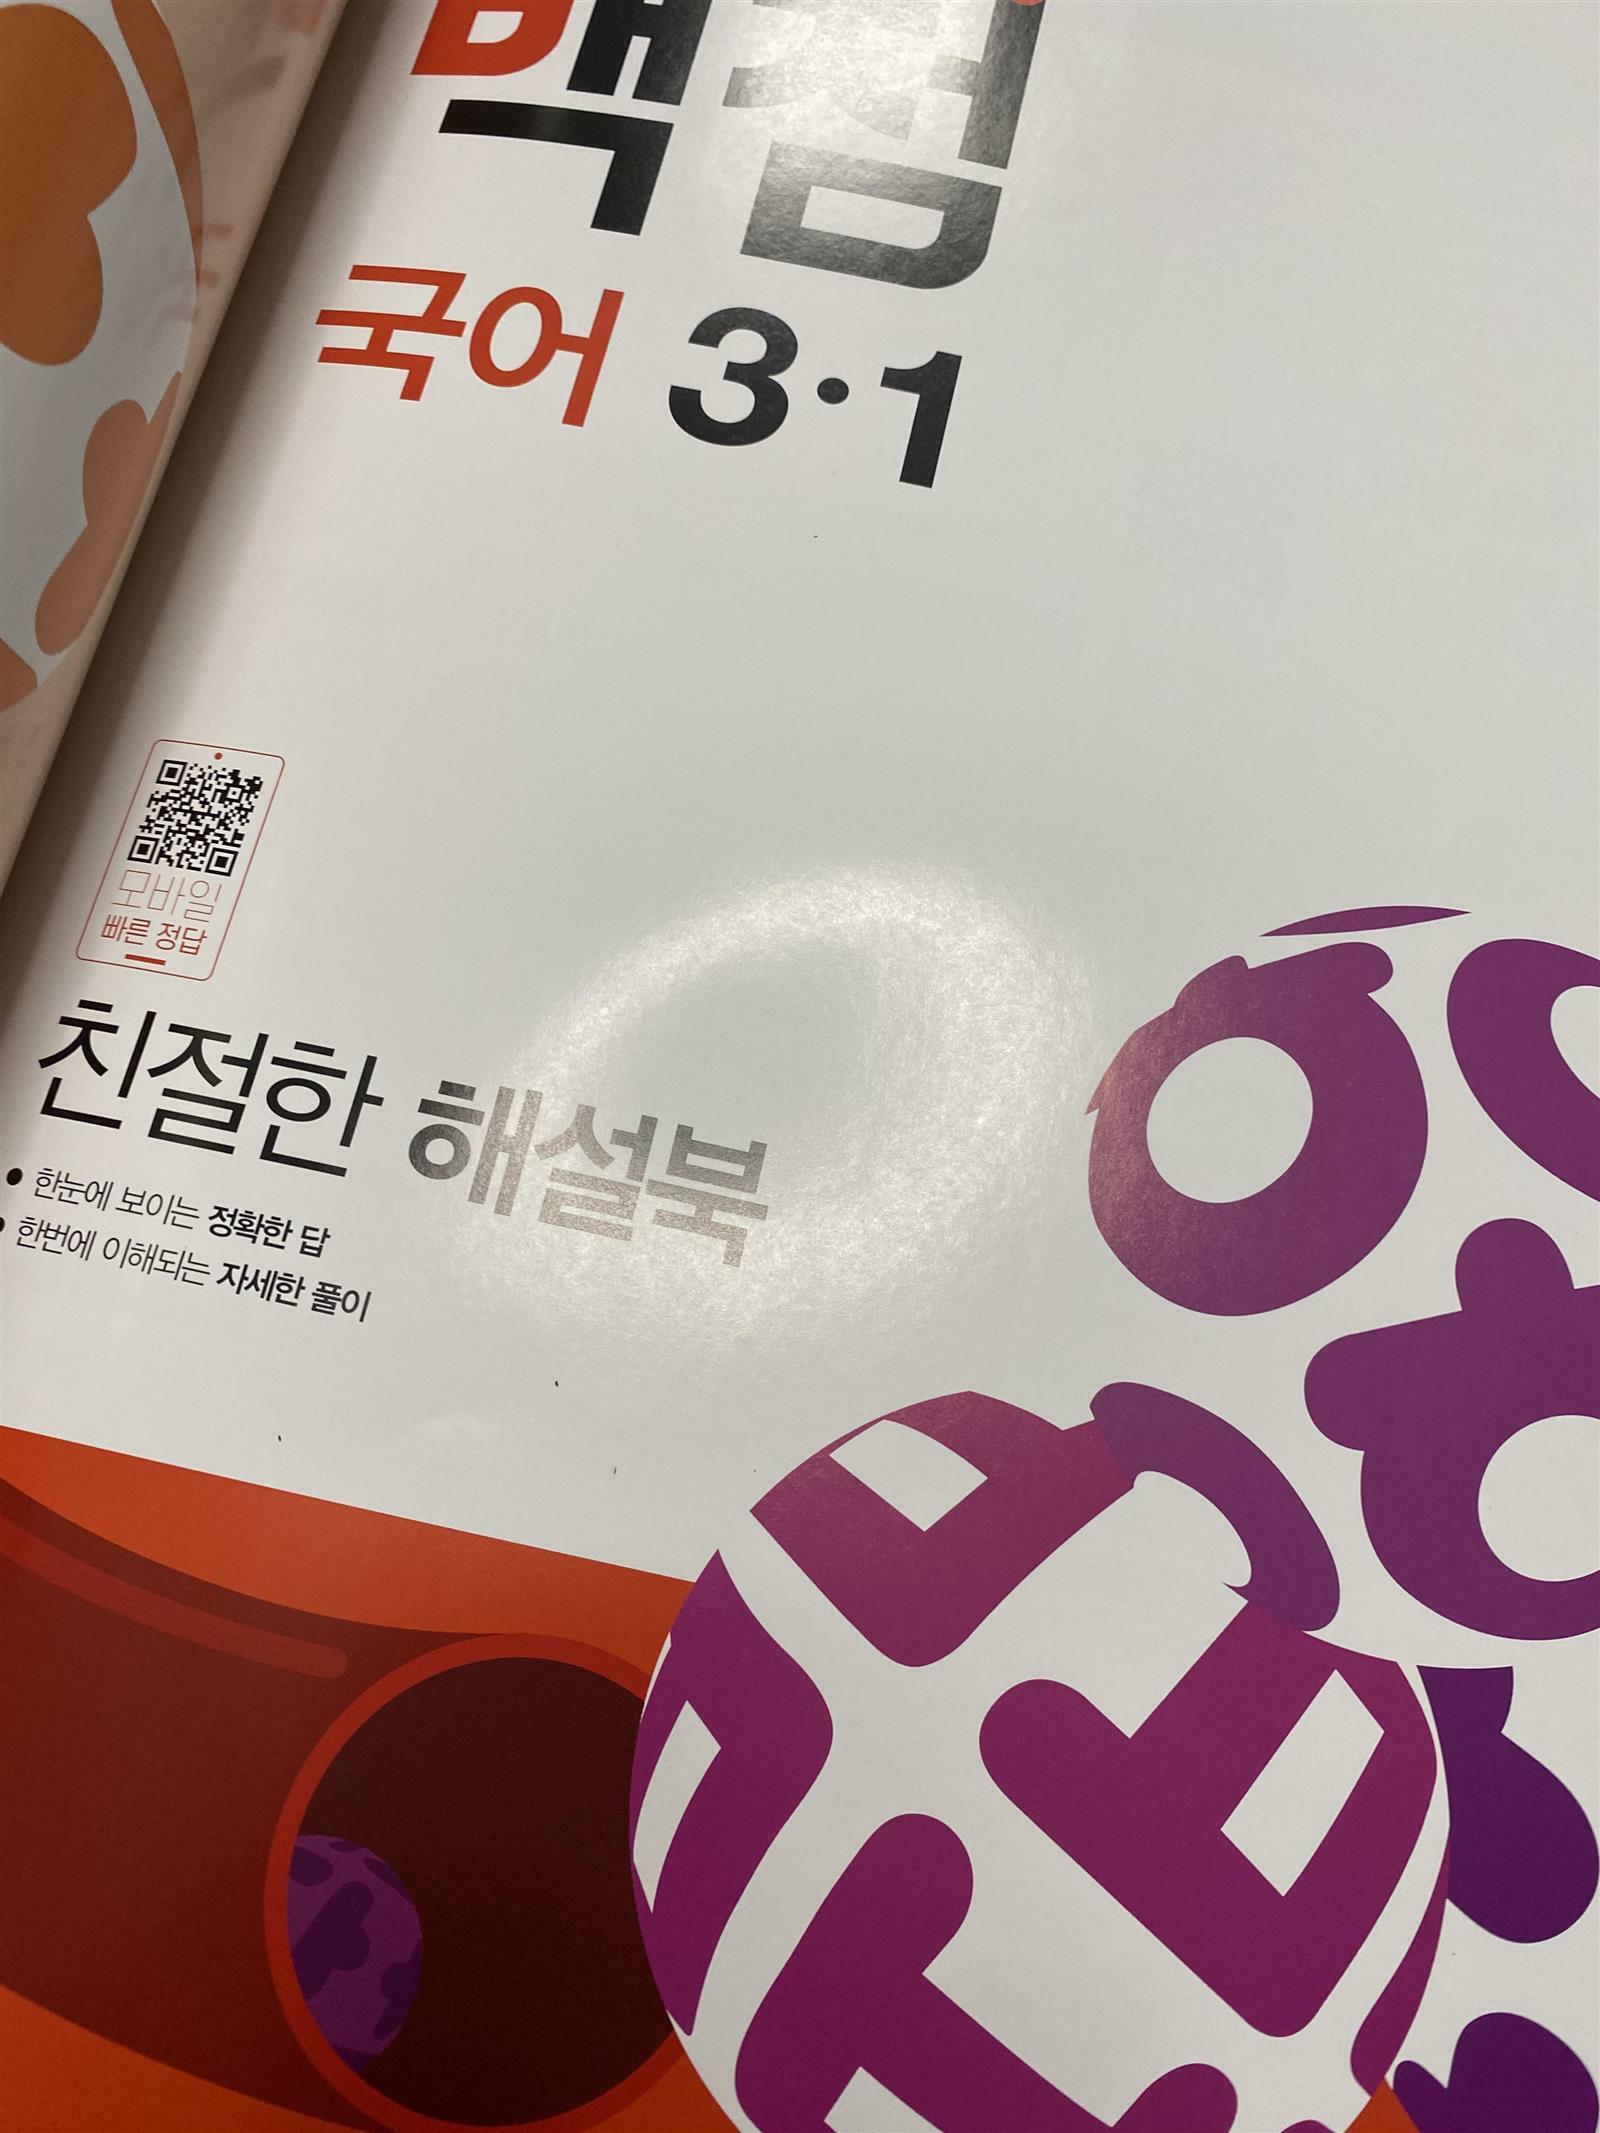 백점
국어 3·1
모바일
빠른 정답
친절한 해설북
• 한눈에 보이는 정확한 답
• 한번에 이해되는 자세한 풀이